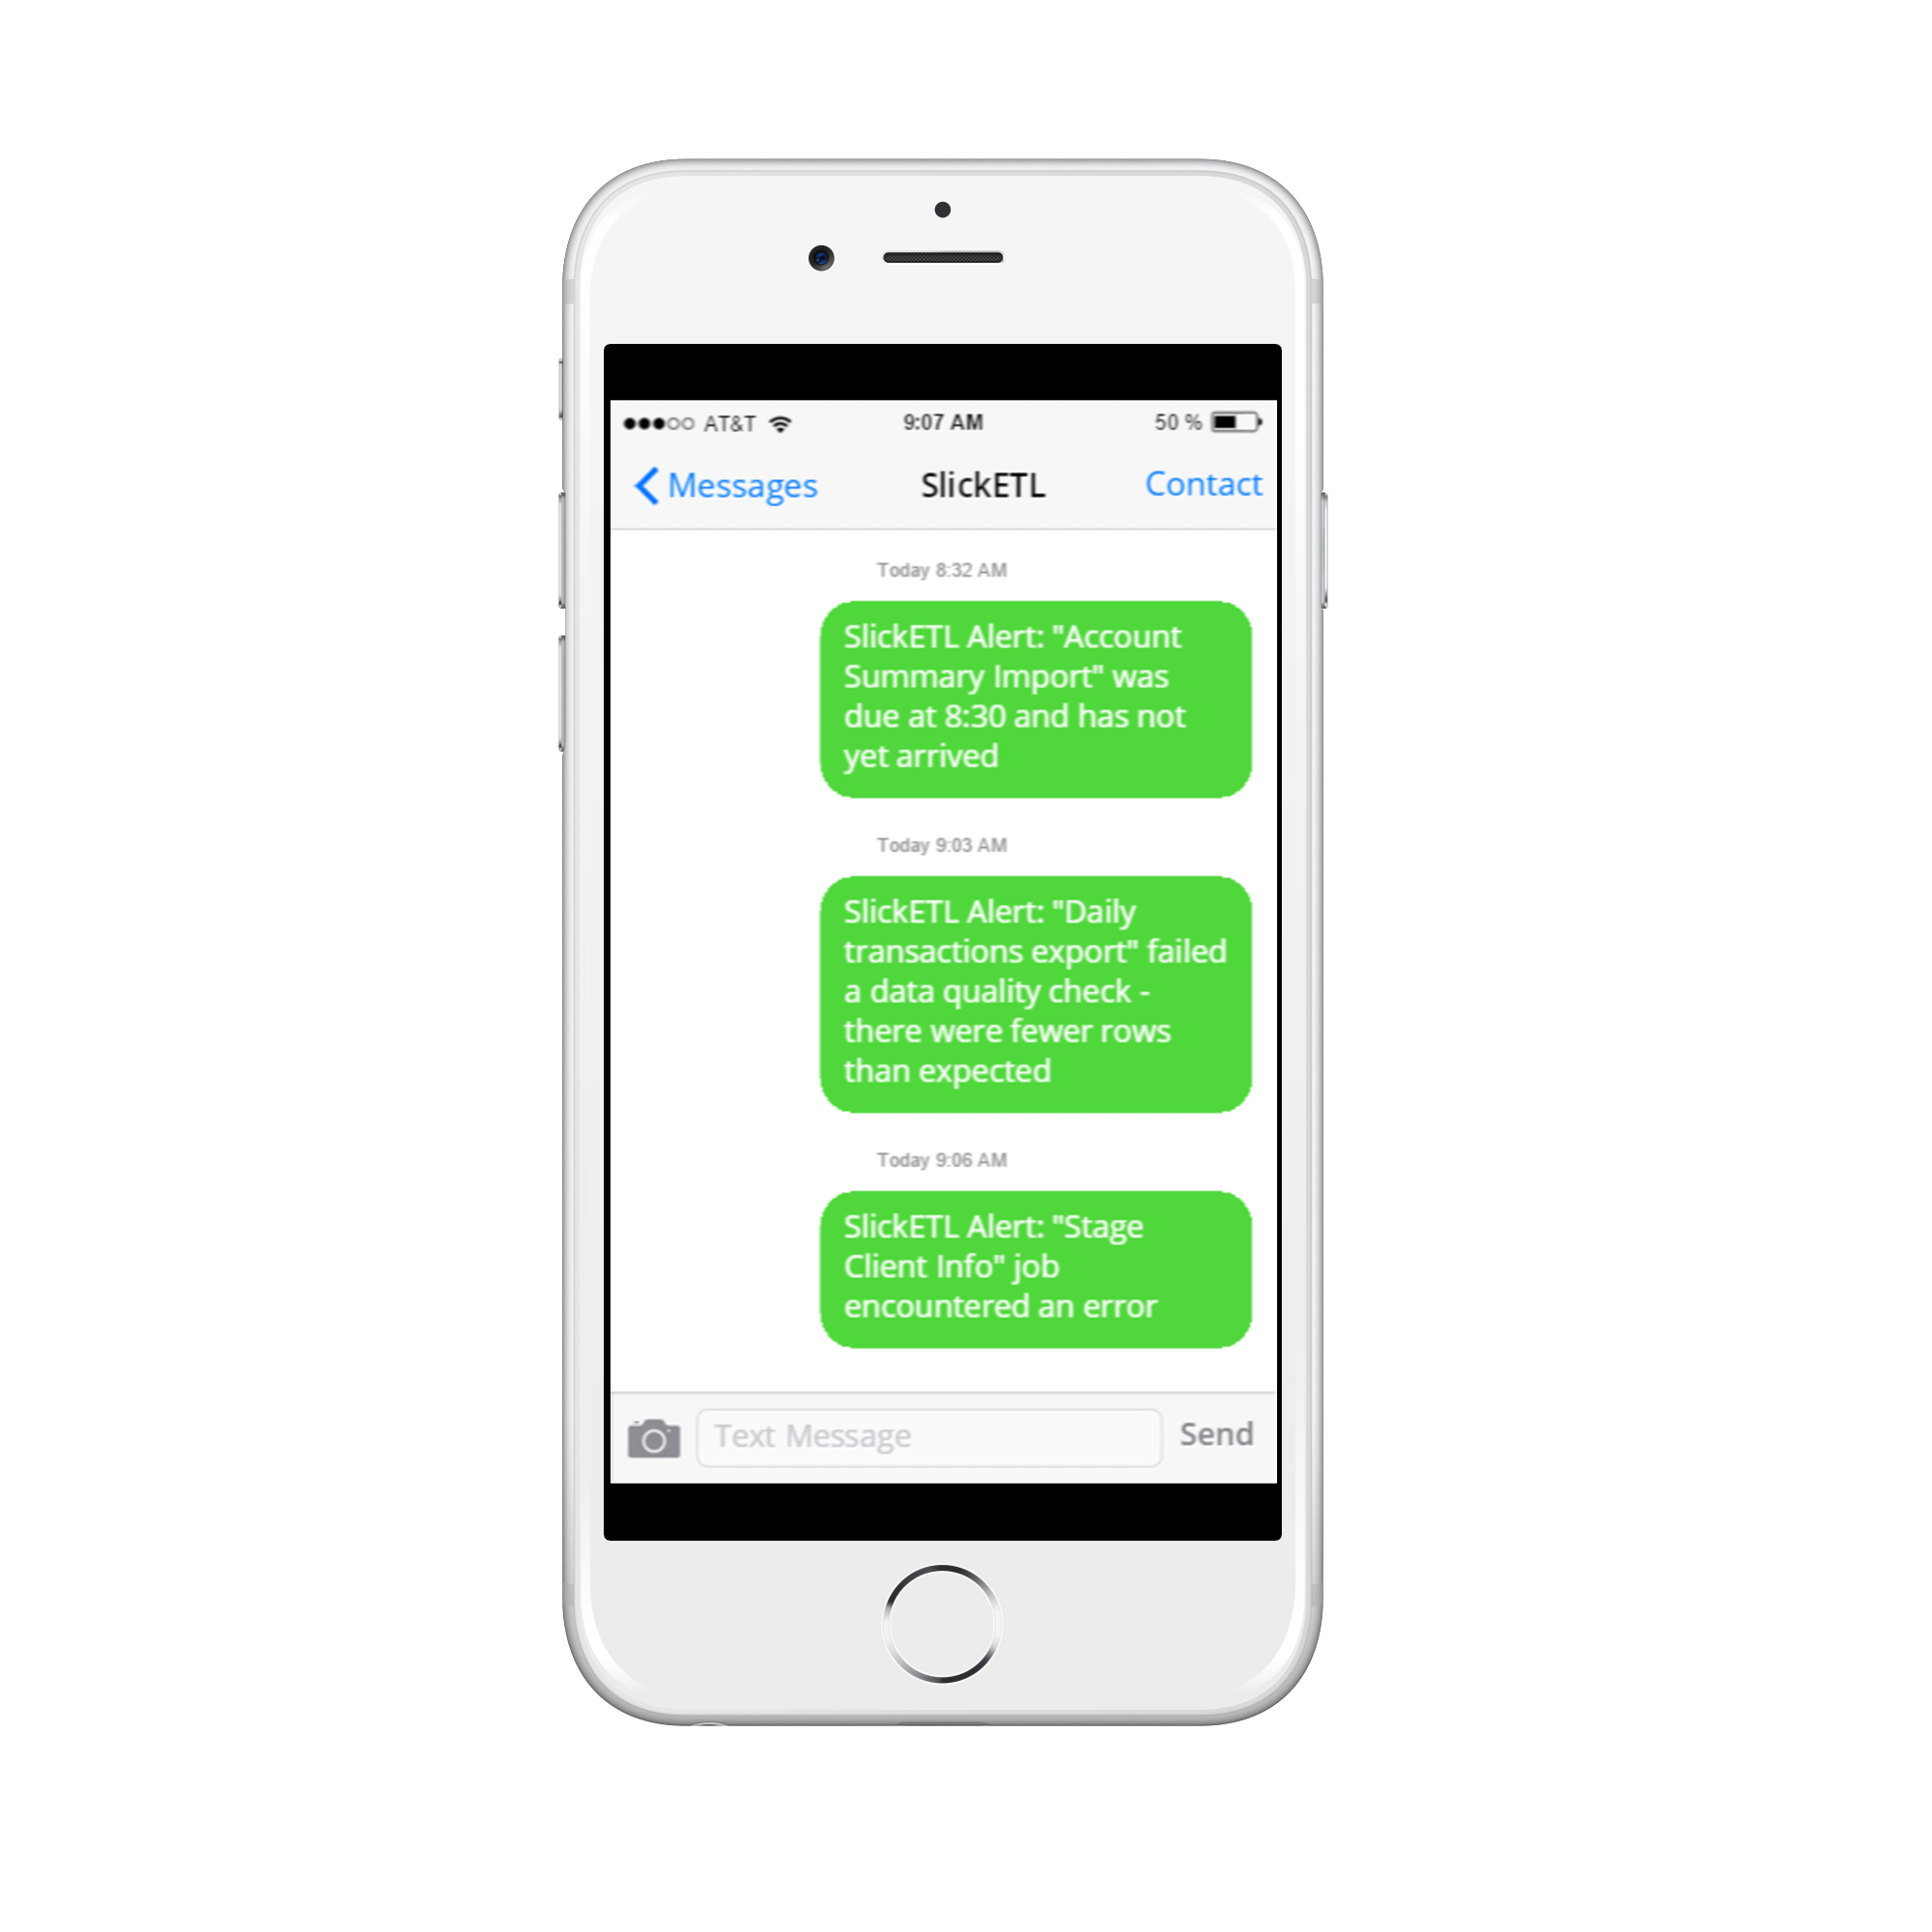 AT&T 9:07 AM 50 %
Messages SlickETL Contact
Today 8:32 AM
SlickETL Alert: "Account
Summary Import" was
due at 8:30 and has not
yet arrived
Today 9:03 AM
SlickETL Alert: "Daily
transactions export" failed
a data quality check -
there were fewer rows
than expected
Today 9:06 AM
SlickETL Alert: "Stage
Client Info" job
encountered an error
Text Message Send